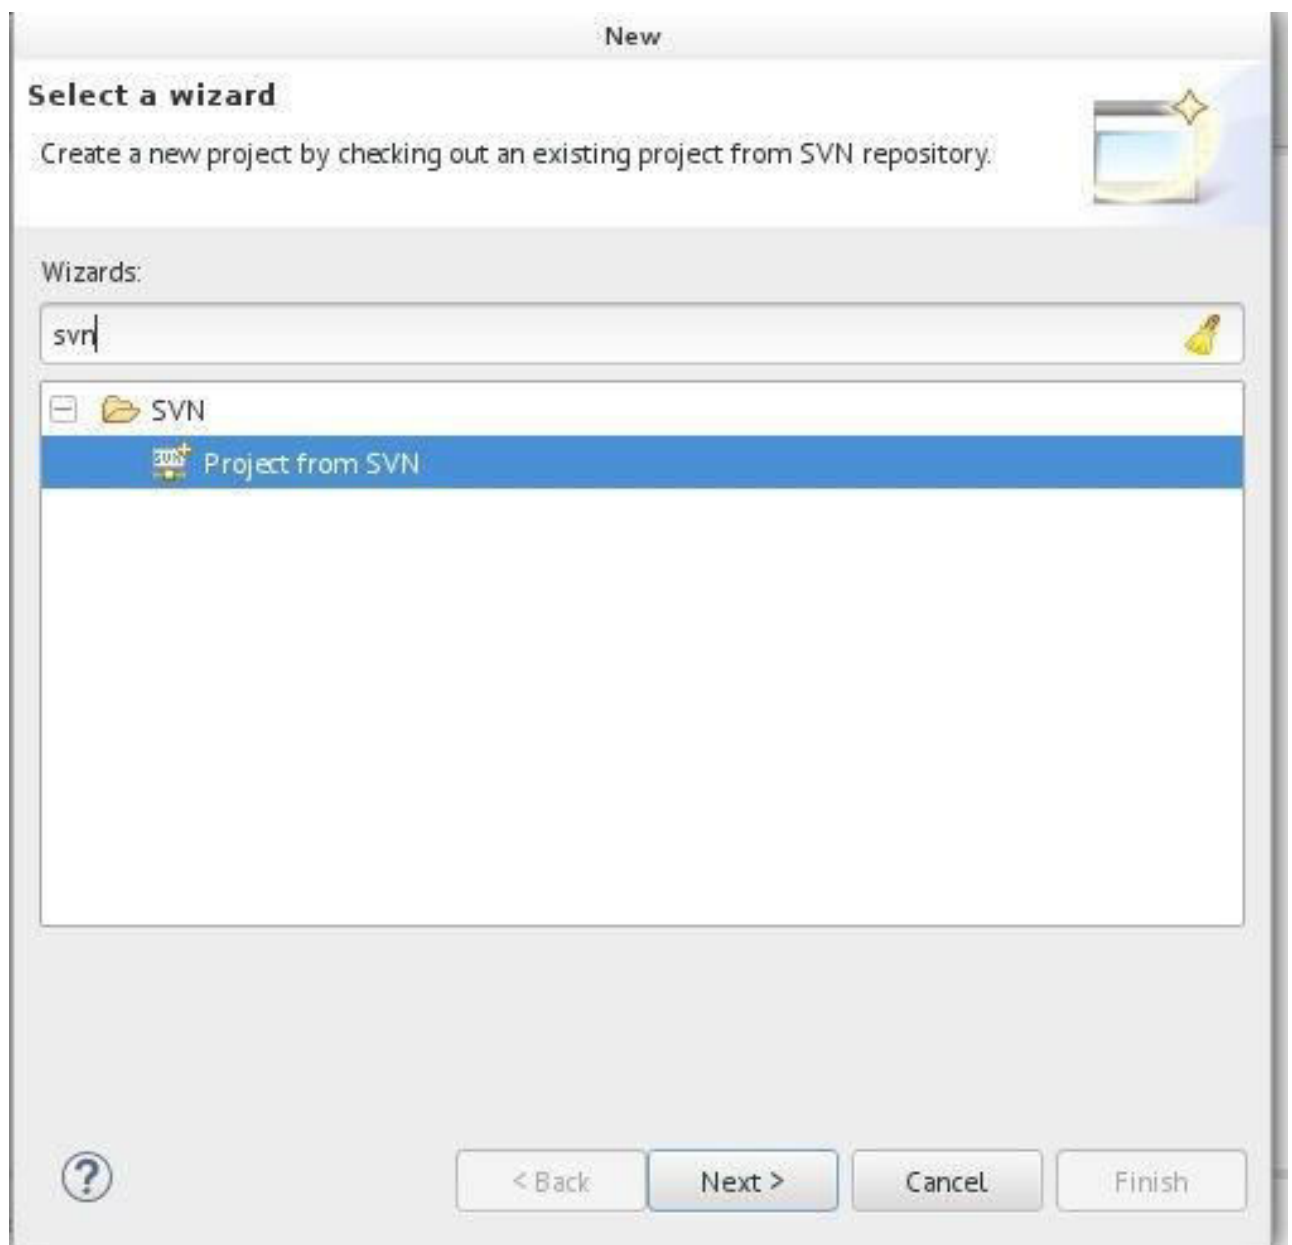 New
Select a wizard
Create a new project by checking out an existing project from SVN repository.
Wizards:
svn
SVN
SVN
Project from SVN
?
< Back
Next >
Cancel
Finish